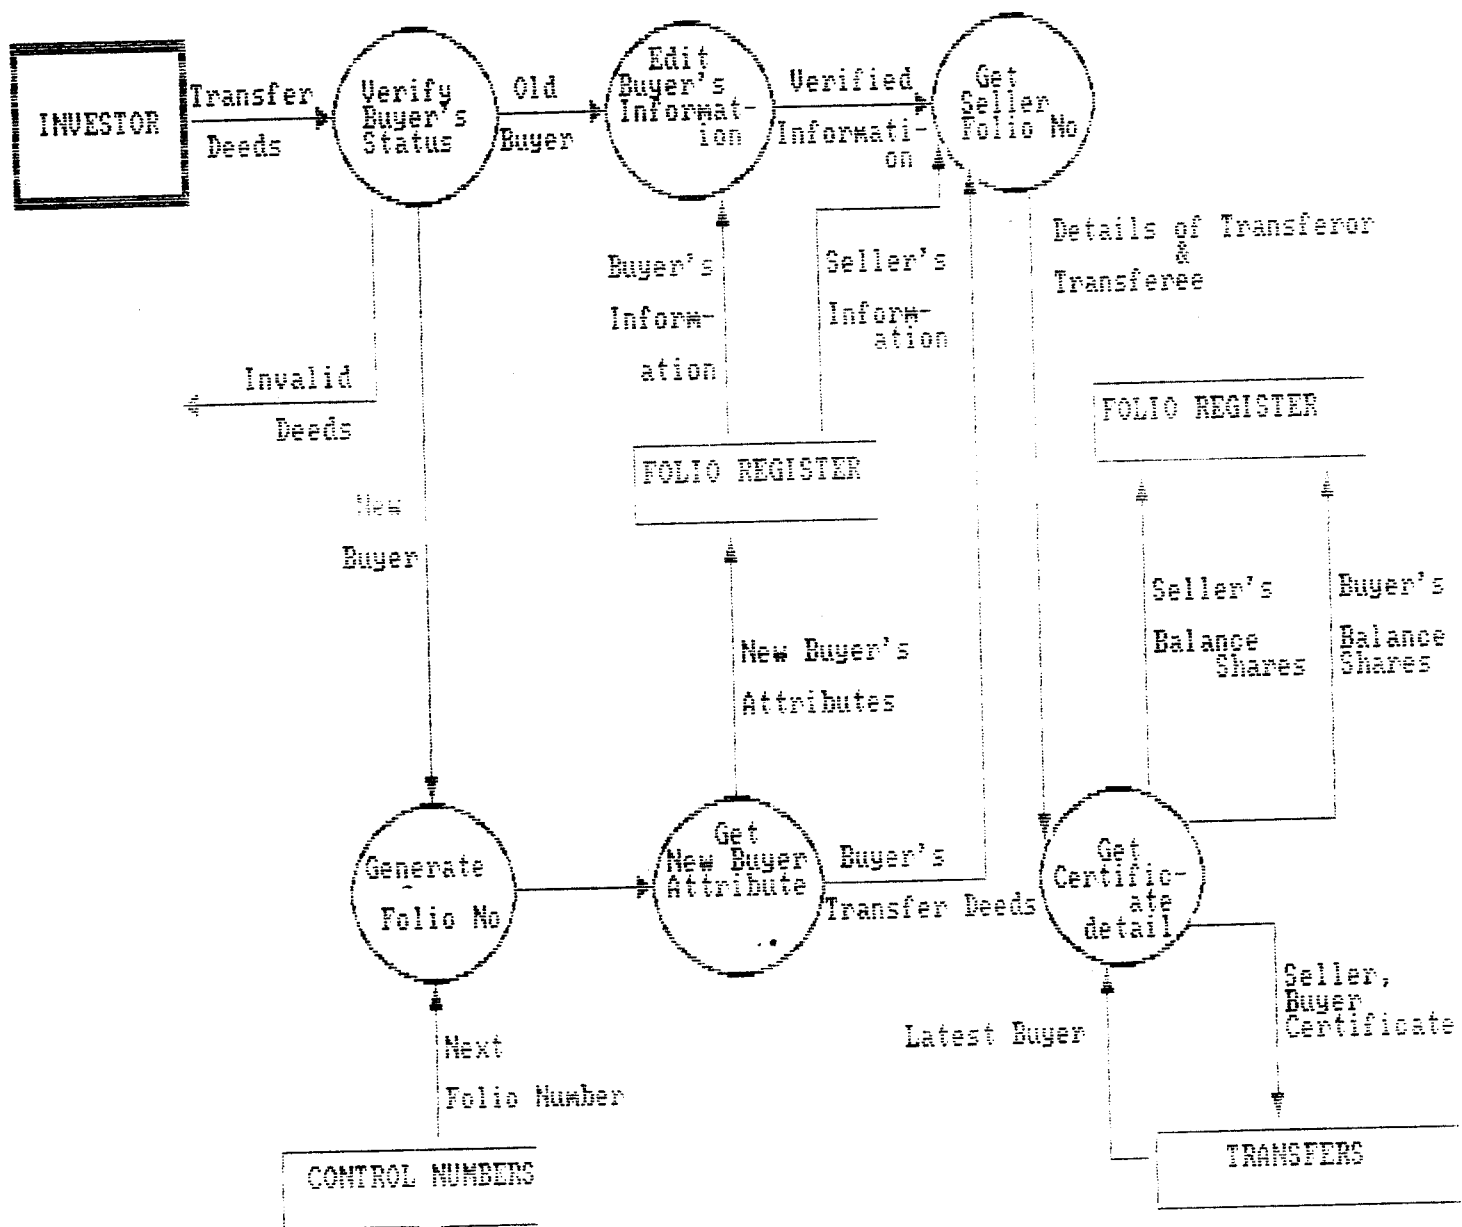 INVESTOR
Transfer
Deeds
Verify
Buyer's
Status
Old
Buyer
Edit
Buyer's
Informat-
ion
Verified
Informati-
on
Get
Seller
Folio No
Details of Transferor
&
Transferee
Buyer's
Inform-
ation
Seller's
Inform-
ation
Invalid
Deeds
FOLIO REGISTER
FOLIO REGISTER
New
Buyer
Seller's
Balance
Shares
Buyer's
Balance
Shares
New Buyer's
Attributes
Generate
Folio No
Get
New Buyer
Attribute
Buyer's
Transfer Deeds
Get
Certific-
ate
detail
Seller,
Buyer
Certificate
Latest Buyer
Next
Folio Number
CONTROL NUMBERS
TRANSFERS